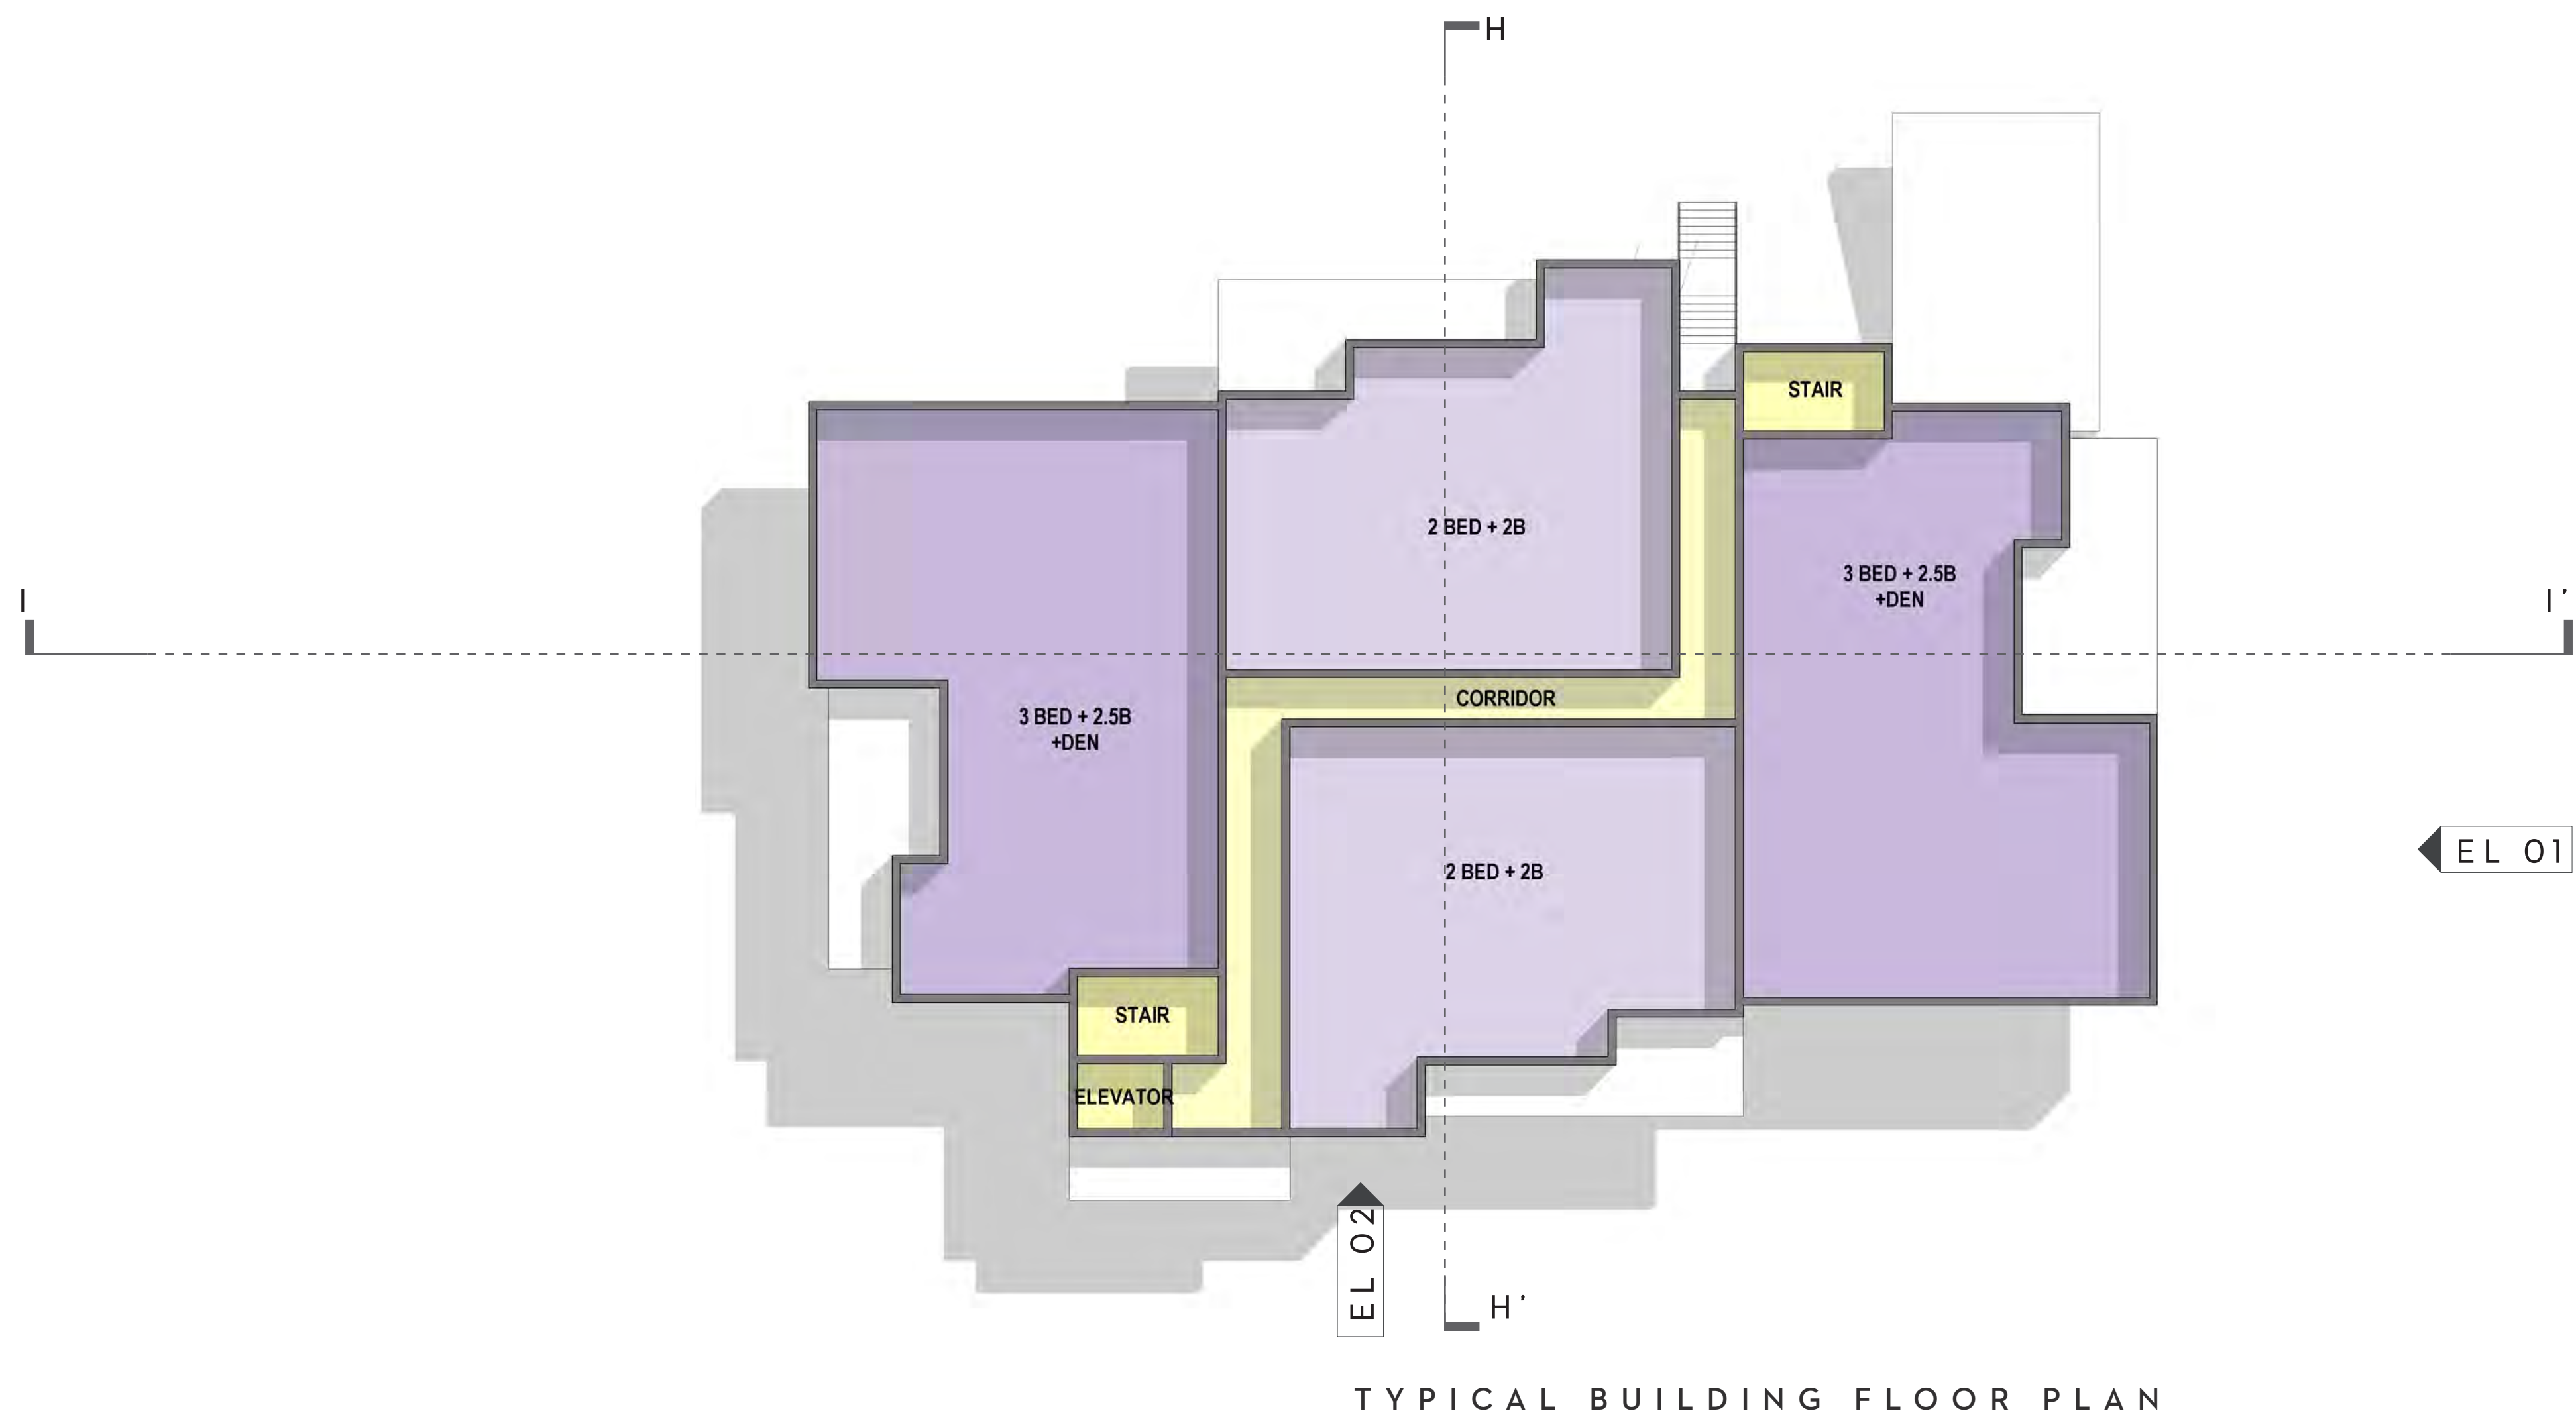 H
STAIR
2 BED + 2B
3 BED + 2.5B
+DEN
I
I’
CORRIDOR
3 BED + 2.5B
+DEN
EL 01
2 BED + 2B
STAIR
ELEVATOR
EL 02
H’
TYPICAL BUILDING FLOOR PLAN